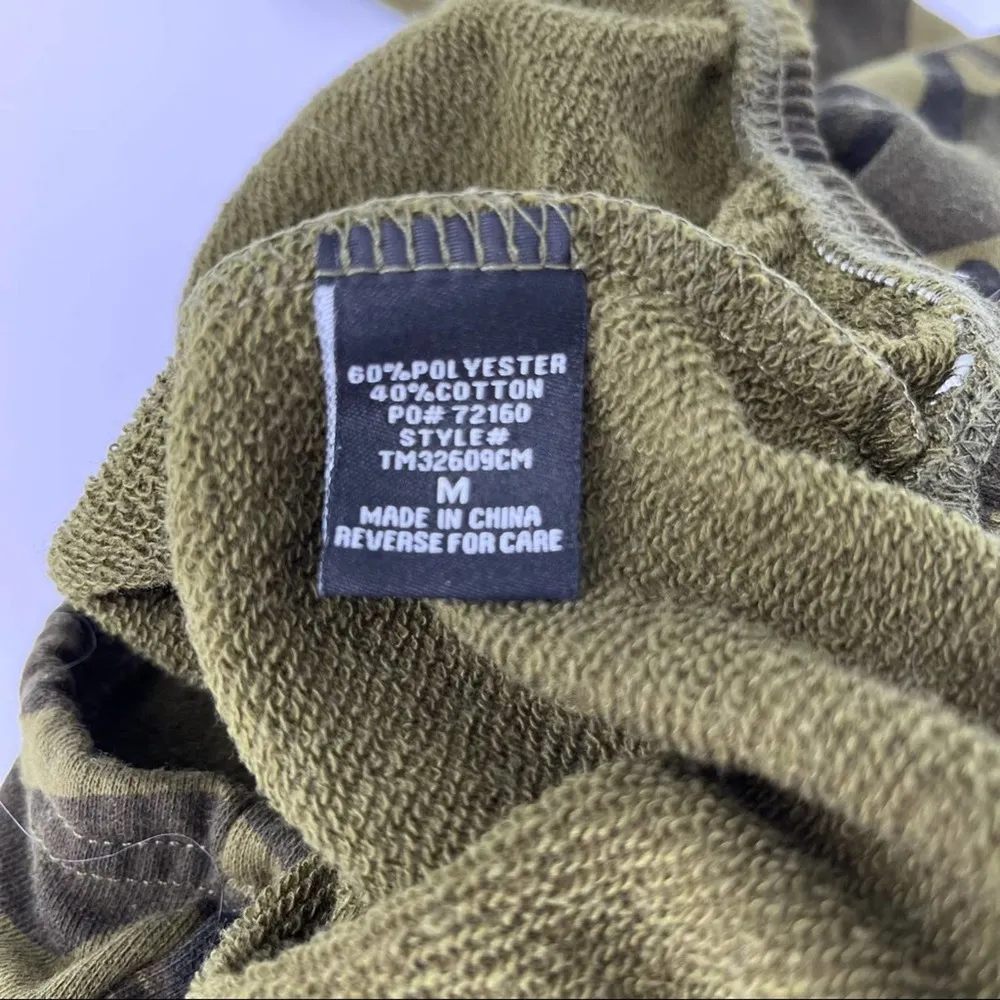 60%POLYESTER
40%COTTON
PO# 72160
STYLE#
TM32609CM
M
MADE IN CHINA
REVERSE FOR CARE